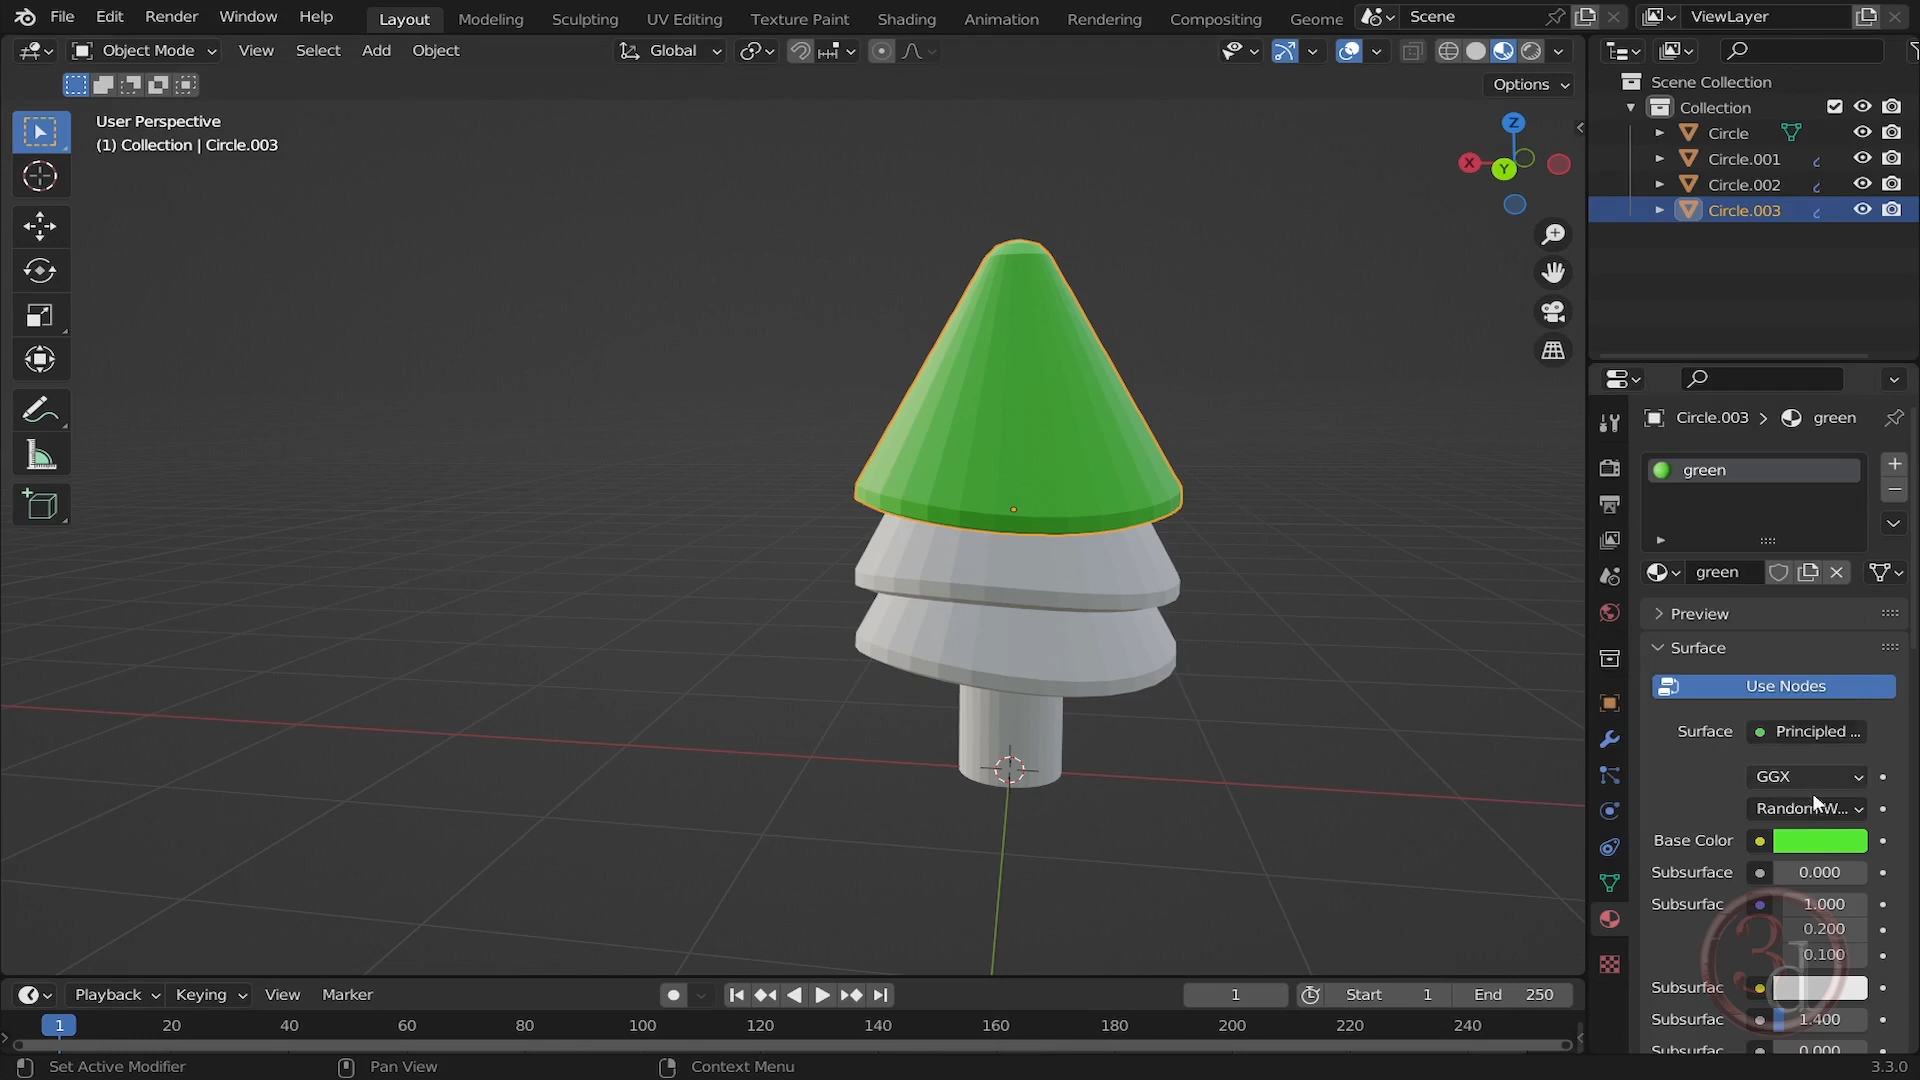 File Edit Render Window Help Layout Modeling Sculpting UV Editing Texture Paint Shading Animation Rendering Compositing Geome Scene ViewLayer
Object Mode View Select Add Object Global
Options
User Perspective
(1) Collection | Circle.003
Z
X
Y
Scene Collection
Collection
Circle
Circle.001
Circle.002
Circle.003
Circle.003 > green
green
green
Preview
Surface
Use Nodes
Surface Principled ...
GGX
Random W...
Base Color
Subsurface 0.000
Subsurfac 1.000
0.200
0.100
Subsurfac
Subsurfac 1.400
Subsurfac 0.000
3d
Playback Keying View Marker 1 Start 1 End 250
1 20 40 60 80 100 120 140 160 180 200 220 240
Set Active Modifier Pan View Context Menu 3.3.0